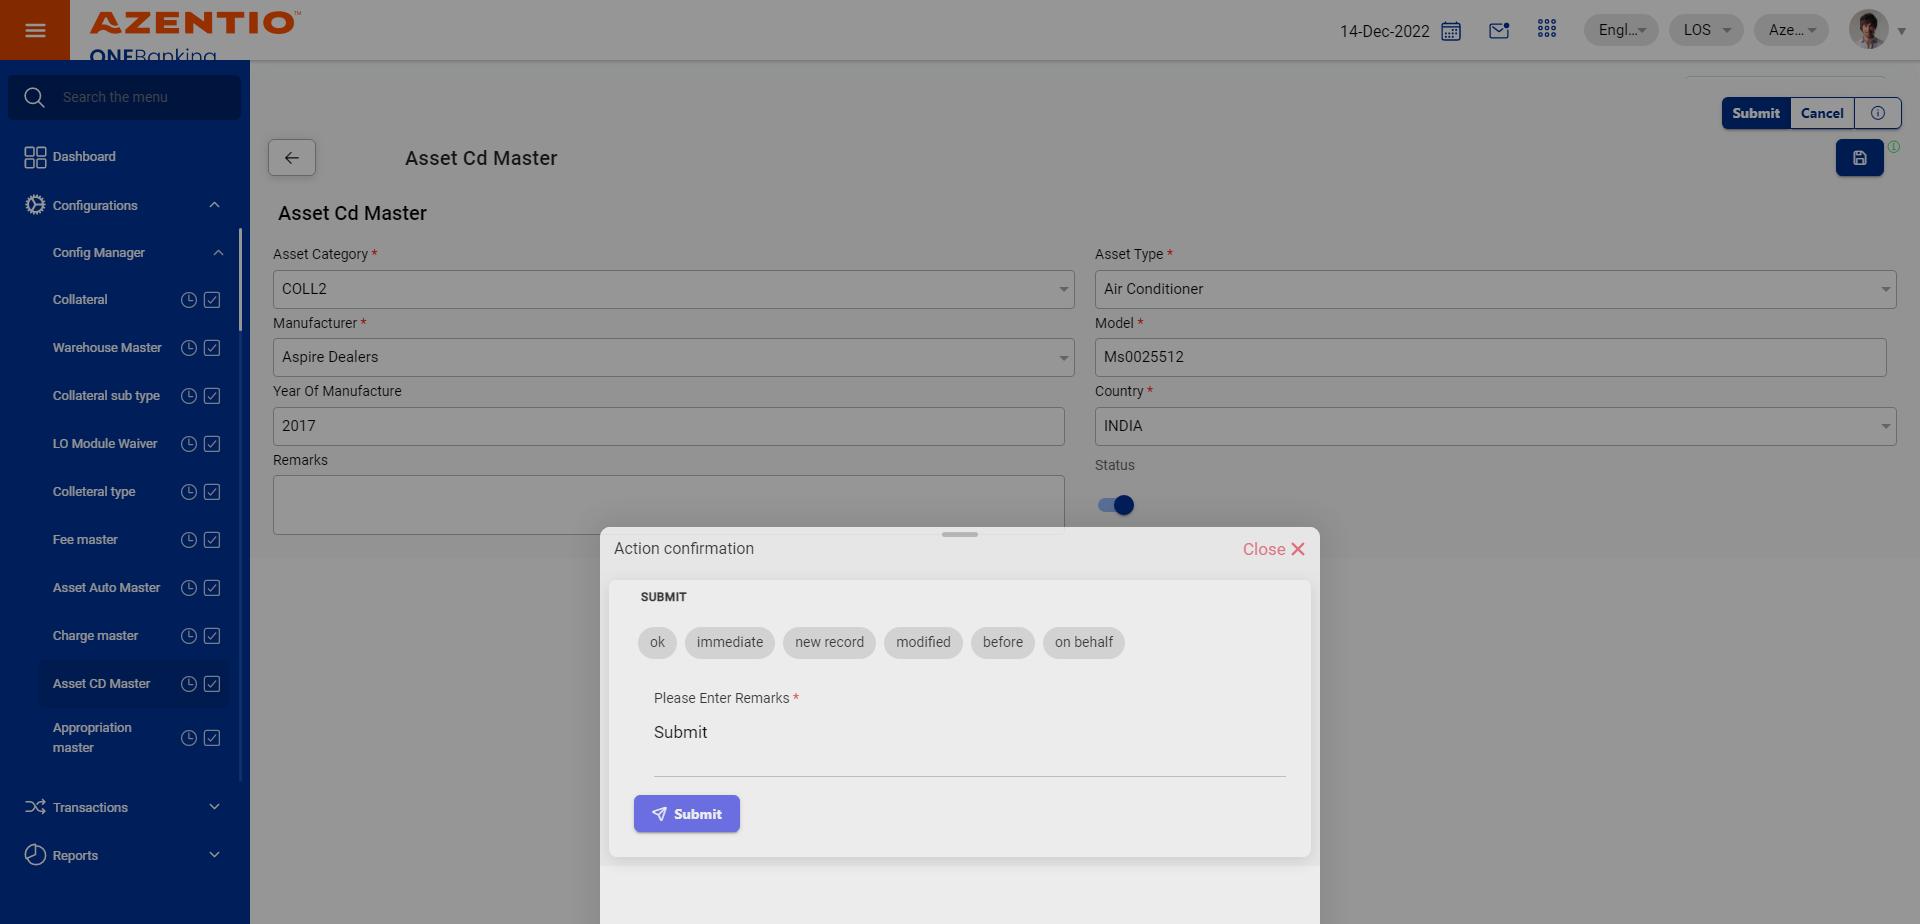 AZENTIO™
ONEBanking
14-Dec-2022
Engl...
LOS
Aze...
Search the menu
Dashboard
Configurations
Config Manager
Collateral
Warehouse Master
Collateral sub type
LO Module Waiver
Colleteral type
Fee master
Asset Auto Master
Charge master
Asset CD Master
Appropriation
master
Transactions
Reports
Submit
Cancel
Asset Cd Master
Asset Cd Master
Asset Category *
COLL2
Asset Type *
Air Conditioner
Manufacturer *
Aspire Dealers
Model *
Ms0025512
Year Of Manufacture
2017
Country *
INDIA
Remarks
Status
Action confirmation
Close
SUBMIT
ok
immediate
new record
modified
before
on behalf
Please Enter Remarks *
Submit
Submit